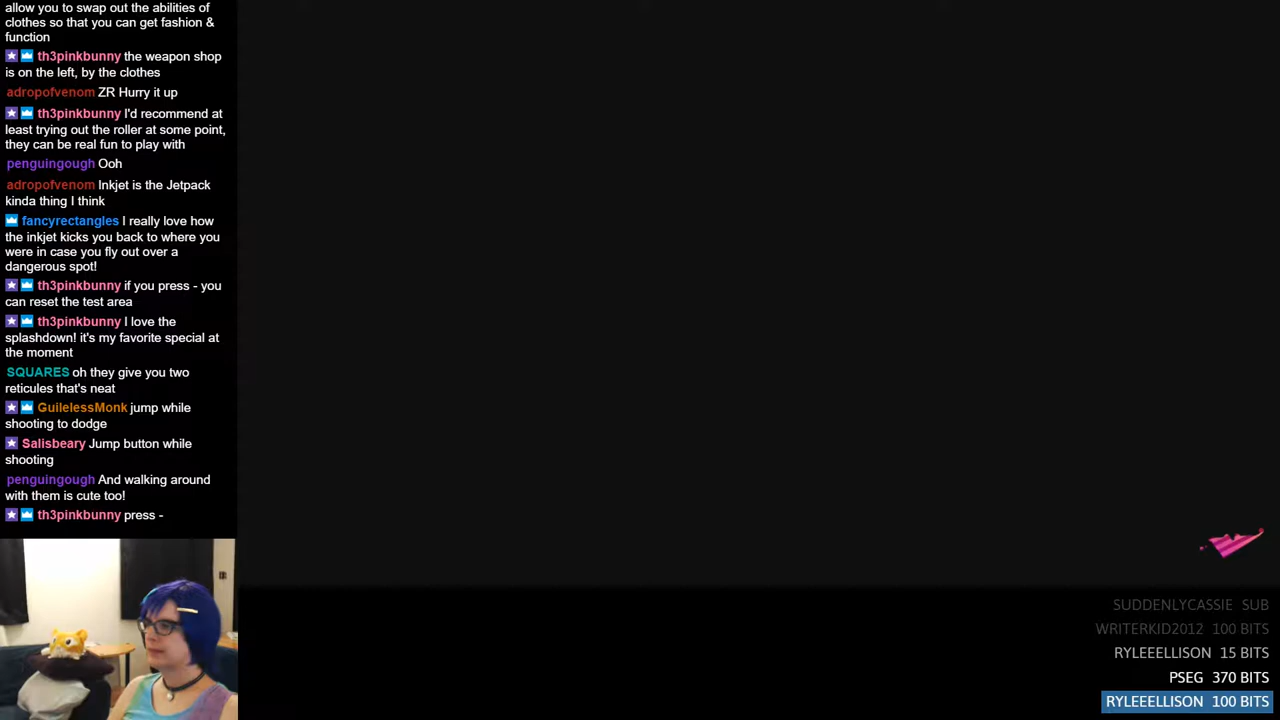 allow you to swap out the abilities of
clothes so that you can get fashion &
function
th3pinkbunny the weapon shop
is on the left, by the clothes
adropofvenom ZR Hurry it up
th3pinkbunny I'd recommend at
least trying out the roller at some point,
they can be real fun to play with
penguingough Ooh
adropofvenom Inkjet is the Jetpack
kinda thing I think
fancyrectangles I really love how
the inkjet kicks you back to where you
were in case you fly out over a
dangerous spot!
th3pinkbunny if you press - you
can reset the test area
th3pinkbunny I love the
splashdown! it's my favorite special at
the moment
SQUARES oh they give you two
reticules that's neat
GuilelessMonk jump while
shooting to dodge
Salisbeary Jump button while
shooting
penguingough And walking around
with them is cute too!
th3pinkbunny press -
SUDDENLYCASSIE SUB
WRITERKID2012 100 BITS
RYLEEELLISON 15 BITS
PSEG 370 BITS
RYLEEELLISON 100 BITS